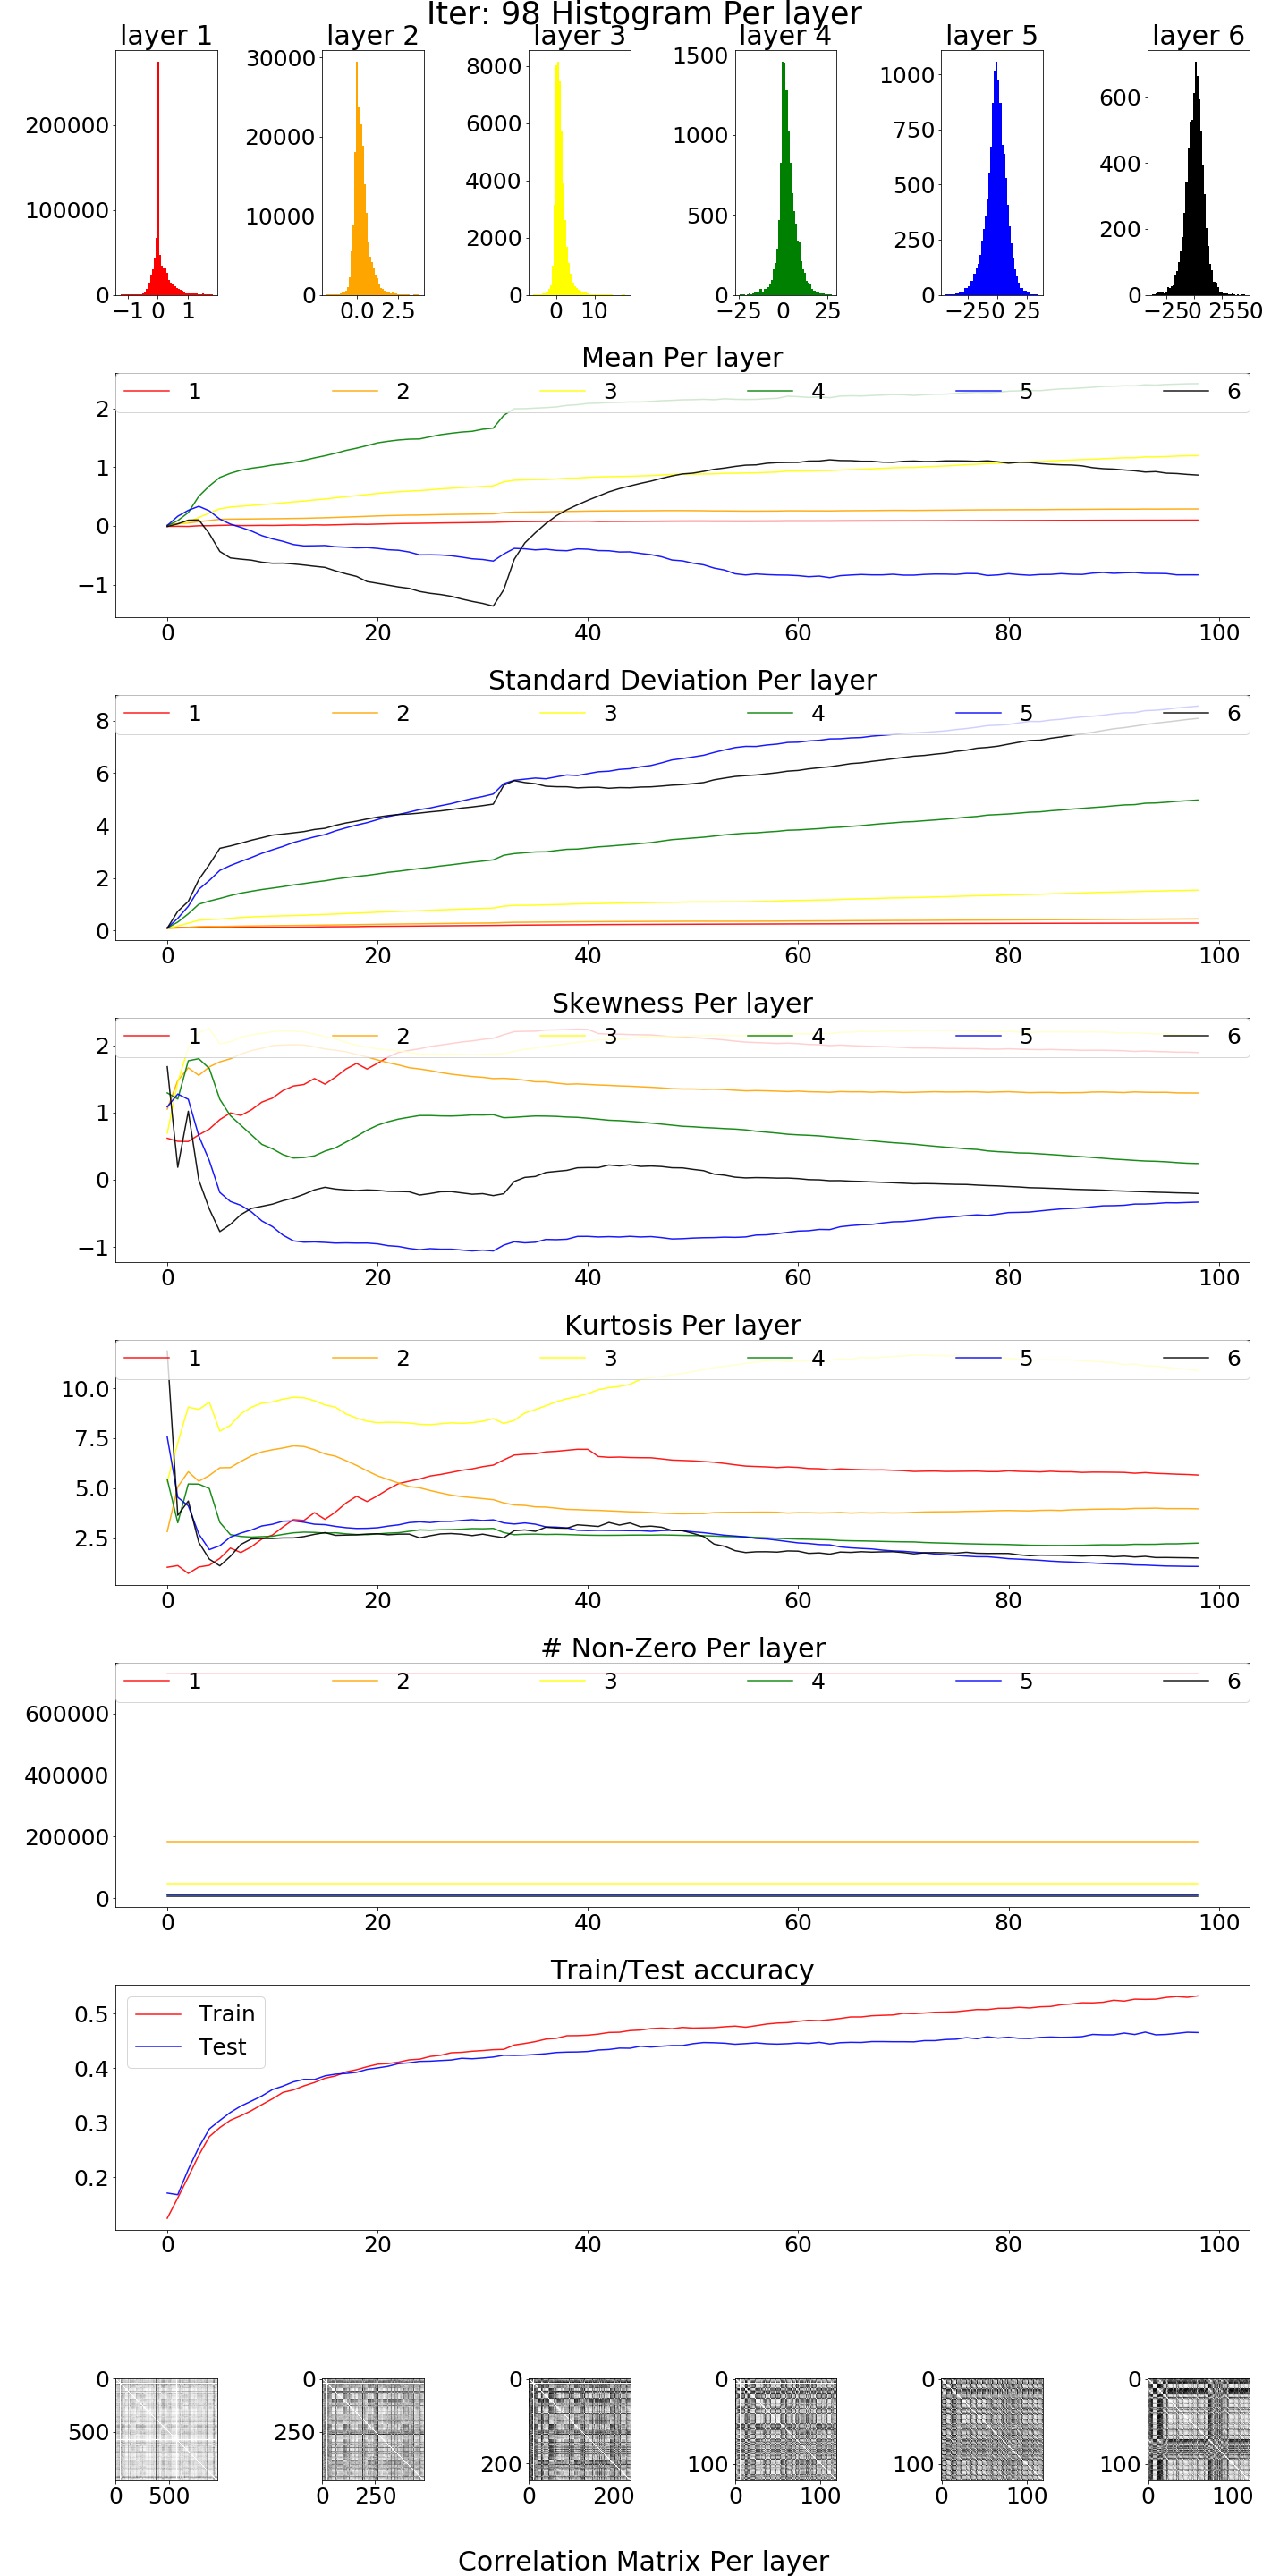 Iter: 98 Histogram Per layer
layer 1 layer 2 layer 3 layer 4 layer 5 layer 6
200000 100000 0 −1 0 1
30000 20000 10000 0 0.0 2.5
8000 6000 4000 2000 0 0 10
1500 1000 500 0 −25 0 25
1000 750 500 250 0 −25 0 25
600 400 200 0 −25 0 25 50
Mean Per layer
1 2 3 4 5 6
2
1
0
−1
0 20 40 60 80 100
Standard Deviation Per layer
1 2 3 4 5 6
8
6
4
2
0
0 20 40 60 80 100
Skewness Per layer
1 2 3 4 5 6
2
1
0
−1
0 20 40 60 80 100
Kurtosis Per layer
1 2 3 4 5 6
10.0
7.5
5.0
2.5
0 20 40 60 80 100
# Non-Zero Per layer
1 2 3 4 5 6
600000
400000
200000
0
0 20 40 60 80 100
Train/Test accuracy
Train
Test
0.5
0.4
0.3
0.2
0 20 40 60 80 100
0 500 0 500
0 250 0 250
0 200 0 200
0 100 0 100
0 100 0 100
0 100 0 100
Correlation Matrix Per layer